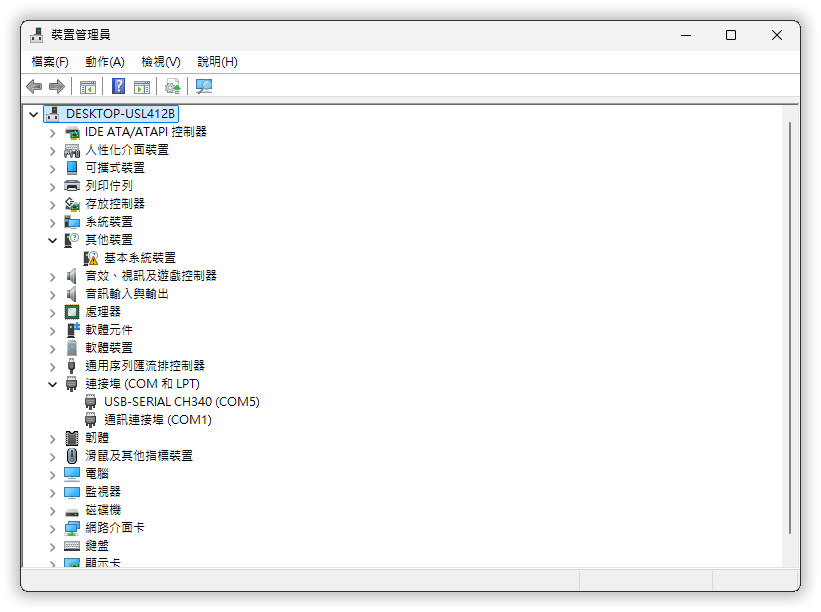 裝置管理員
檔案(F) 動作(A) 檢視(V) 說明(H)
DESKTOP-USL412B
IDE ATA/ATAPI 控制器
人性化介面裝置
可攜式裝置
列印佇列
存放控制器
系統裝置
其他裝置
基本系統裝置
音效、視訊及遊戲控制器
音訊輸入與輸出
處理器
軟體元件
軟體裝置
通用序列匯流排控制器
連接埠 (COM 和 LPT)
USB-SERIAL CH340 (COM5)
通訊連接埠 (COM1)
韌體
滑鼠及其他指標裝置
電腦
監視器
磁碟機
網路介面卡
鍵盤
顯示卡